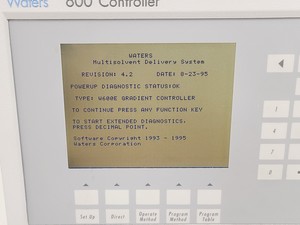 Waters 600 Controller
WATERS
Multisolvent Delivery System
REVISION: 4.2 DATE: 8-23-95
POWERUP DIAGNOSTIC STATUS:OK
TYPE: W600E GRADIENT CONTROLLER
TO CONTINUE PRESS ANY FUNCTION KEY
TO START EXTENDED DIAGNOSTICS,
PRESS DECIMAL POINT.
Software Copyright 1993 - 1995
Waters Corporation
Set Up
Direct
Operate
Method
Program
Method
Program
Table